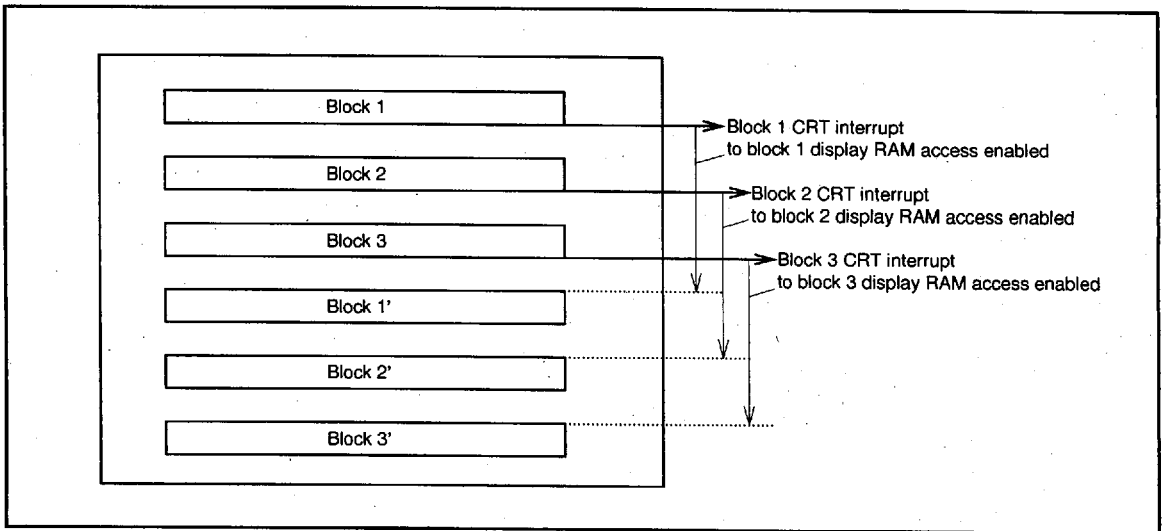 Block 1
Block 1 CRT interrupt
to block 1 display RAM access enabled
Block 2
Block 2 CRT interrupt
to block 2 display RAM access enabled
Block 3
Block 3 CRT interrupt
to block 3 display RAM access enabled
Block 1'
Block 2'
Block 3'